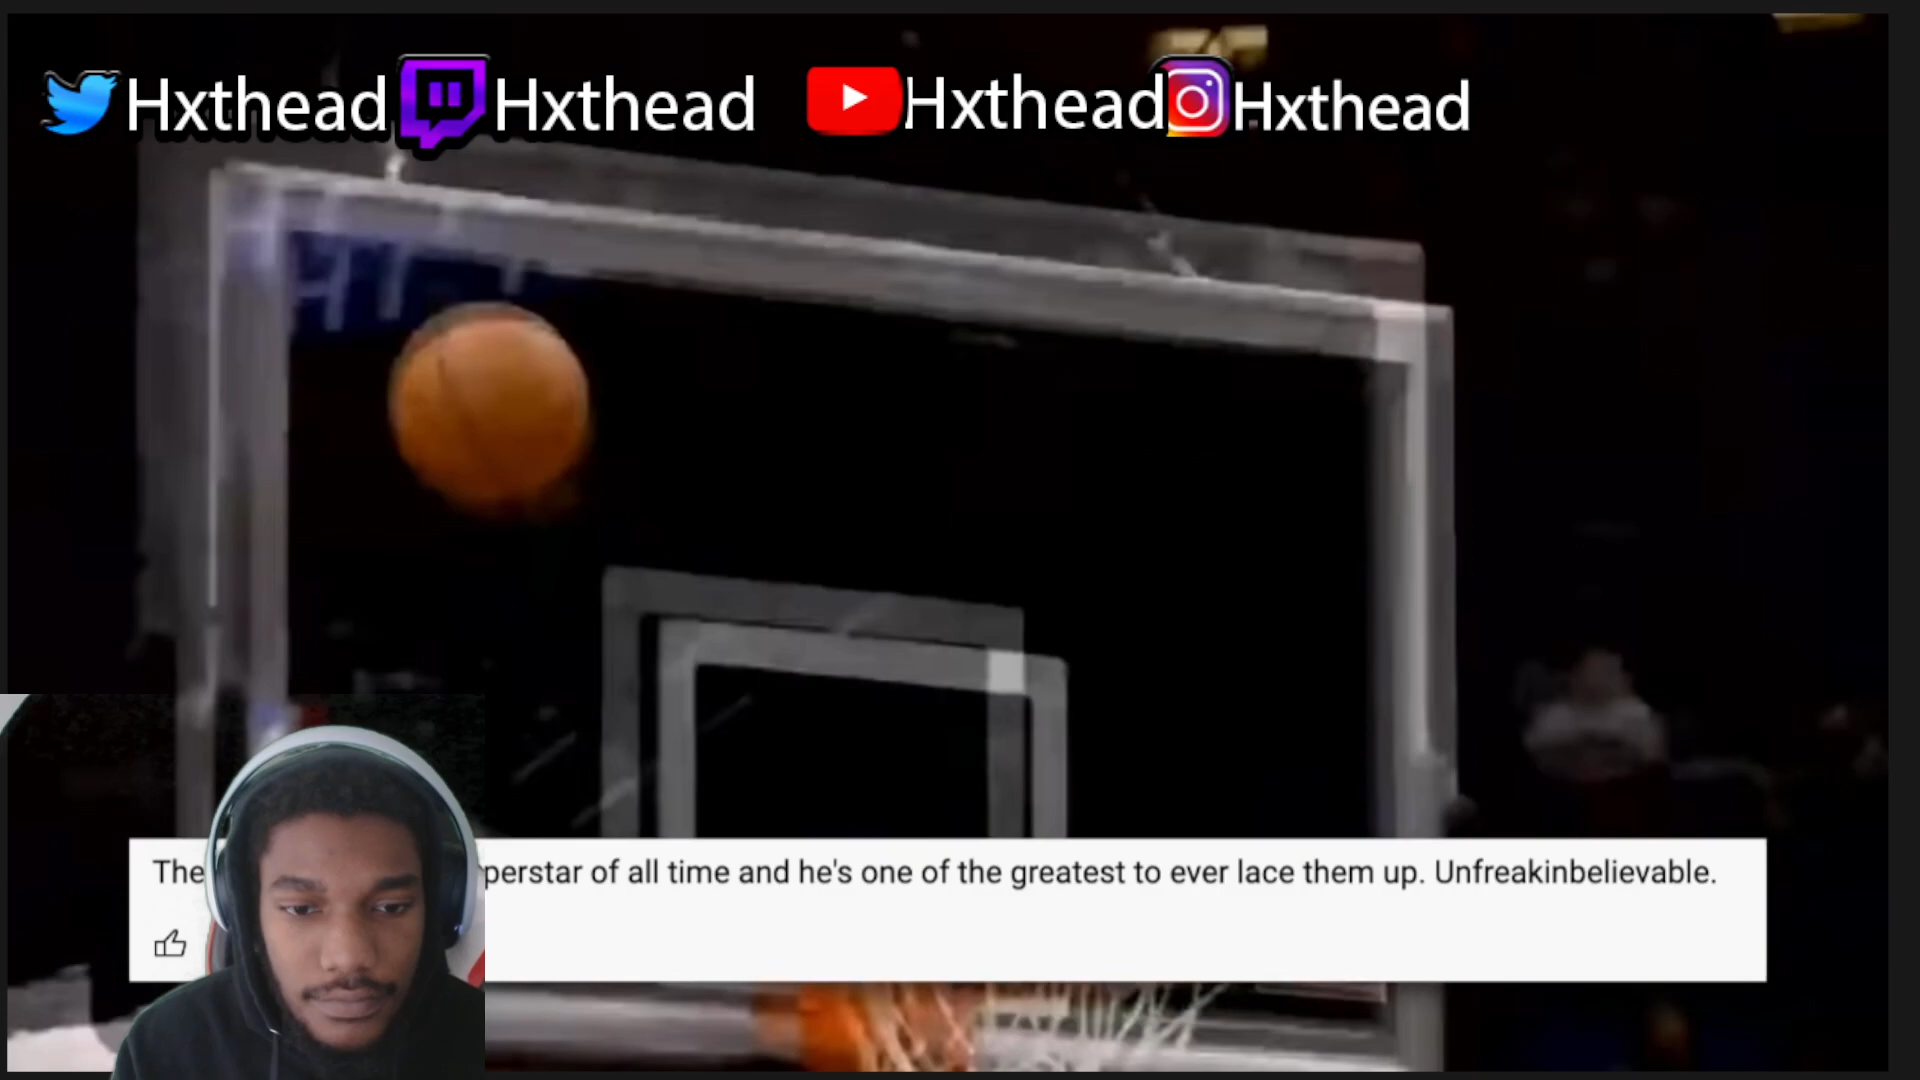 Hxthead Hxthead Hxthead Hxthead
The perstar of all time and he's one of the greatest to ever lace them up. Unfreakinbelievable.